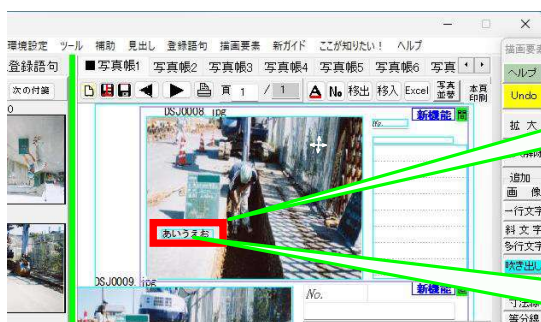 環境設定 ツール 補助 見出し 登録語句 描画要素 新ガイド ここが知りたい! ヘルプ
登録語句 ■写真帳1 写真帳2 写真帳3 写真帳4 写真帳5 写真帳6 写真
次の付箋 頁 1 / 1 A No 移出 移入 Excel 写真並替 本頁印刷
描画要素
ヘルプ
Undo
拡大
解除
追加
画像
一行文字
斜文字
多行文字
吹き出し
寸法線
等分線
0
DSJ0008. jpg
新機能 簡
No.
あいうえお
DSJ0009. jpg
新機能
No.